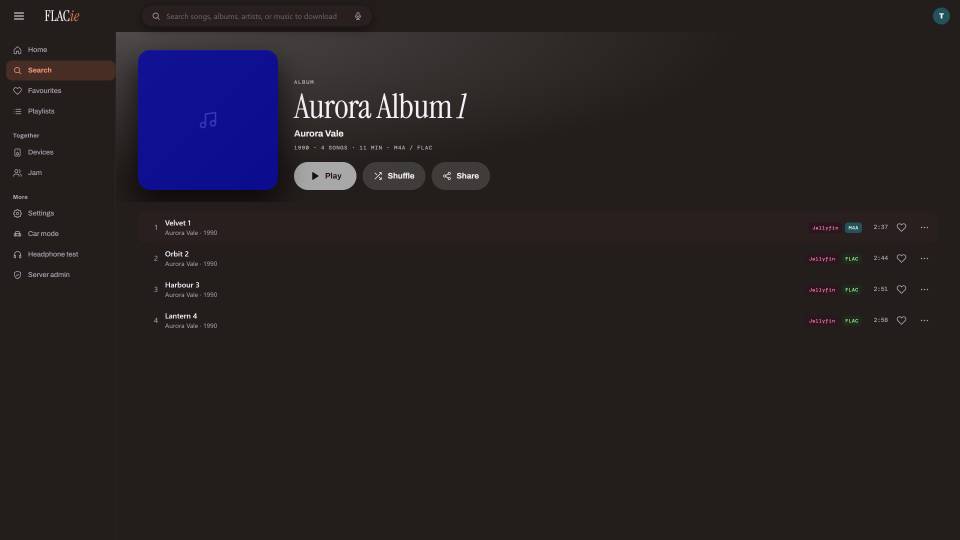 FLACie
Search songs, albums, artists, or music to download
T
Home
Search
Favourites
Playlists
Together
Devices
Jam
More
Settings
Car mode
Headphone test
Server admin
ALBUM
Aurora Album 1
Aurora Vale
1990 · 4 SONGS · 11 MIN · M4A / FLAC
Play
Shuffle
Share
1 Velvet 1 Jellyfin M4A 2:37
Aurora Vale · 1990
2 Orbit 2 Jellyfin FLAC 2:44
Aurora Vale · 1990
3 Harbour 3 Jellyfin FLAC 2:51
Aurora Vale · 1990
4 Lantern 4 Jellyfin FLAC 2:58
Aurora Vale · 1990